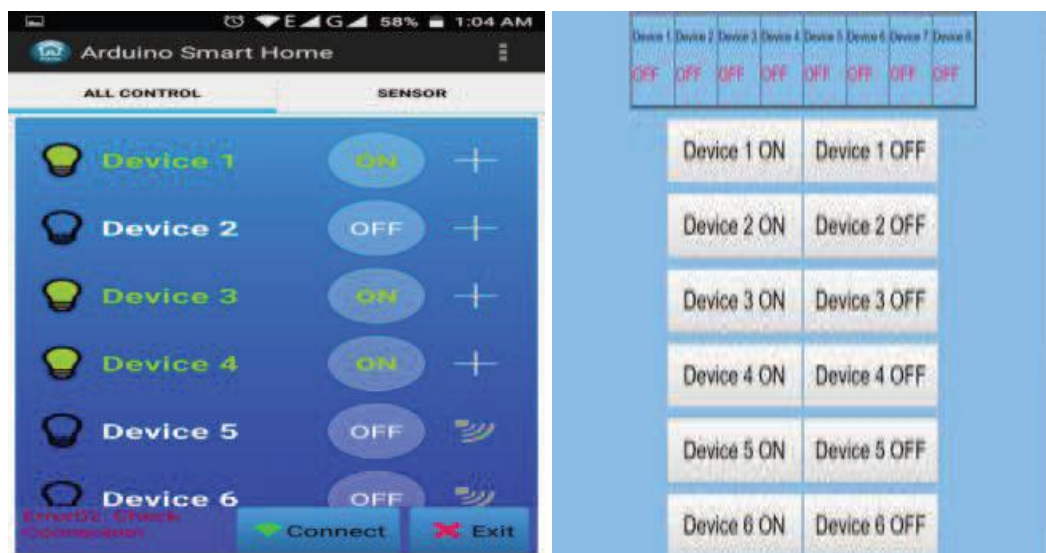 E G 58% 1:04 AM
Arduino Smart Home
ALL CONTROL SENSOR
Device 1 ON
Device 2 OFF
Device 3 ON
Device 4 ON
Device 5 OFF
Device 6 OFF
Check
Connection
Connect Exit
Device 1 Device 2 Device 3 Device 4 Device 5 Device 6 Device 7 Device 8
OFF OFF OFF OFF OFF OFF OFF OFF
Device 1 ON Device 1 OFF
Device 2 ON Device 2 OFF
Device 3 ON Device 3 OFF
Device 4 ON Device 4 OFF
Device 5 ON Device 5 OFF
Device 6 ON Device 6 OFF